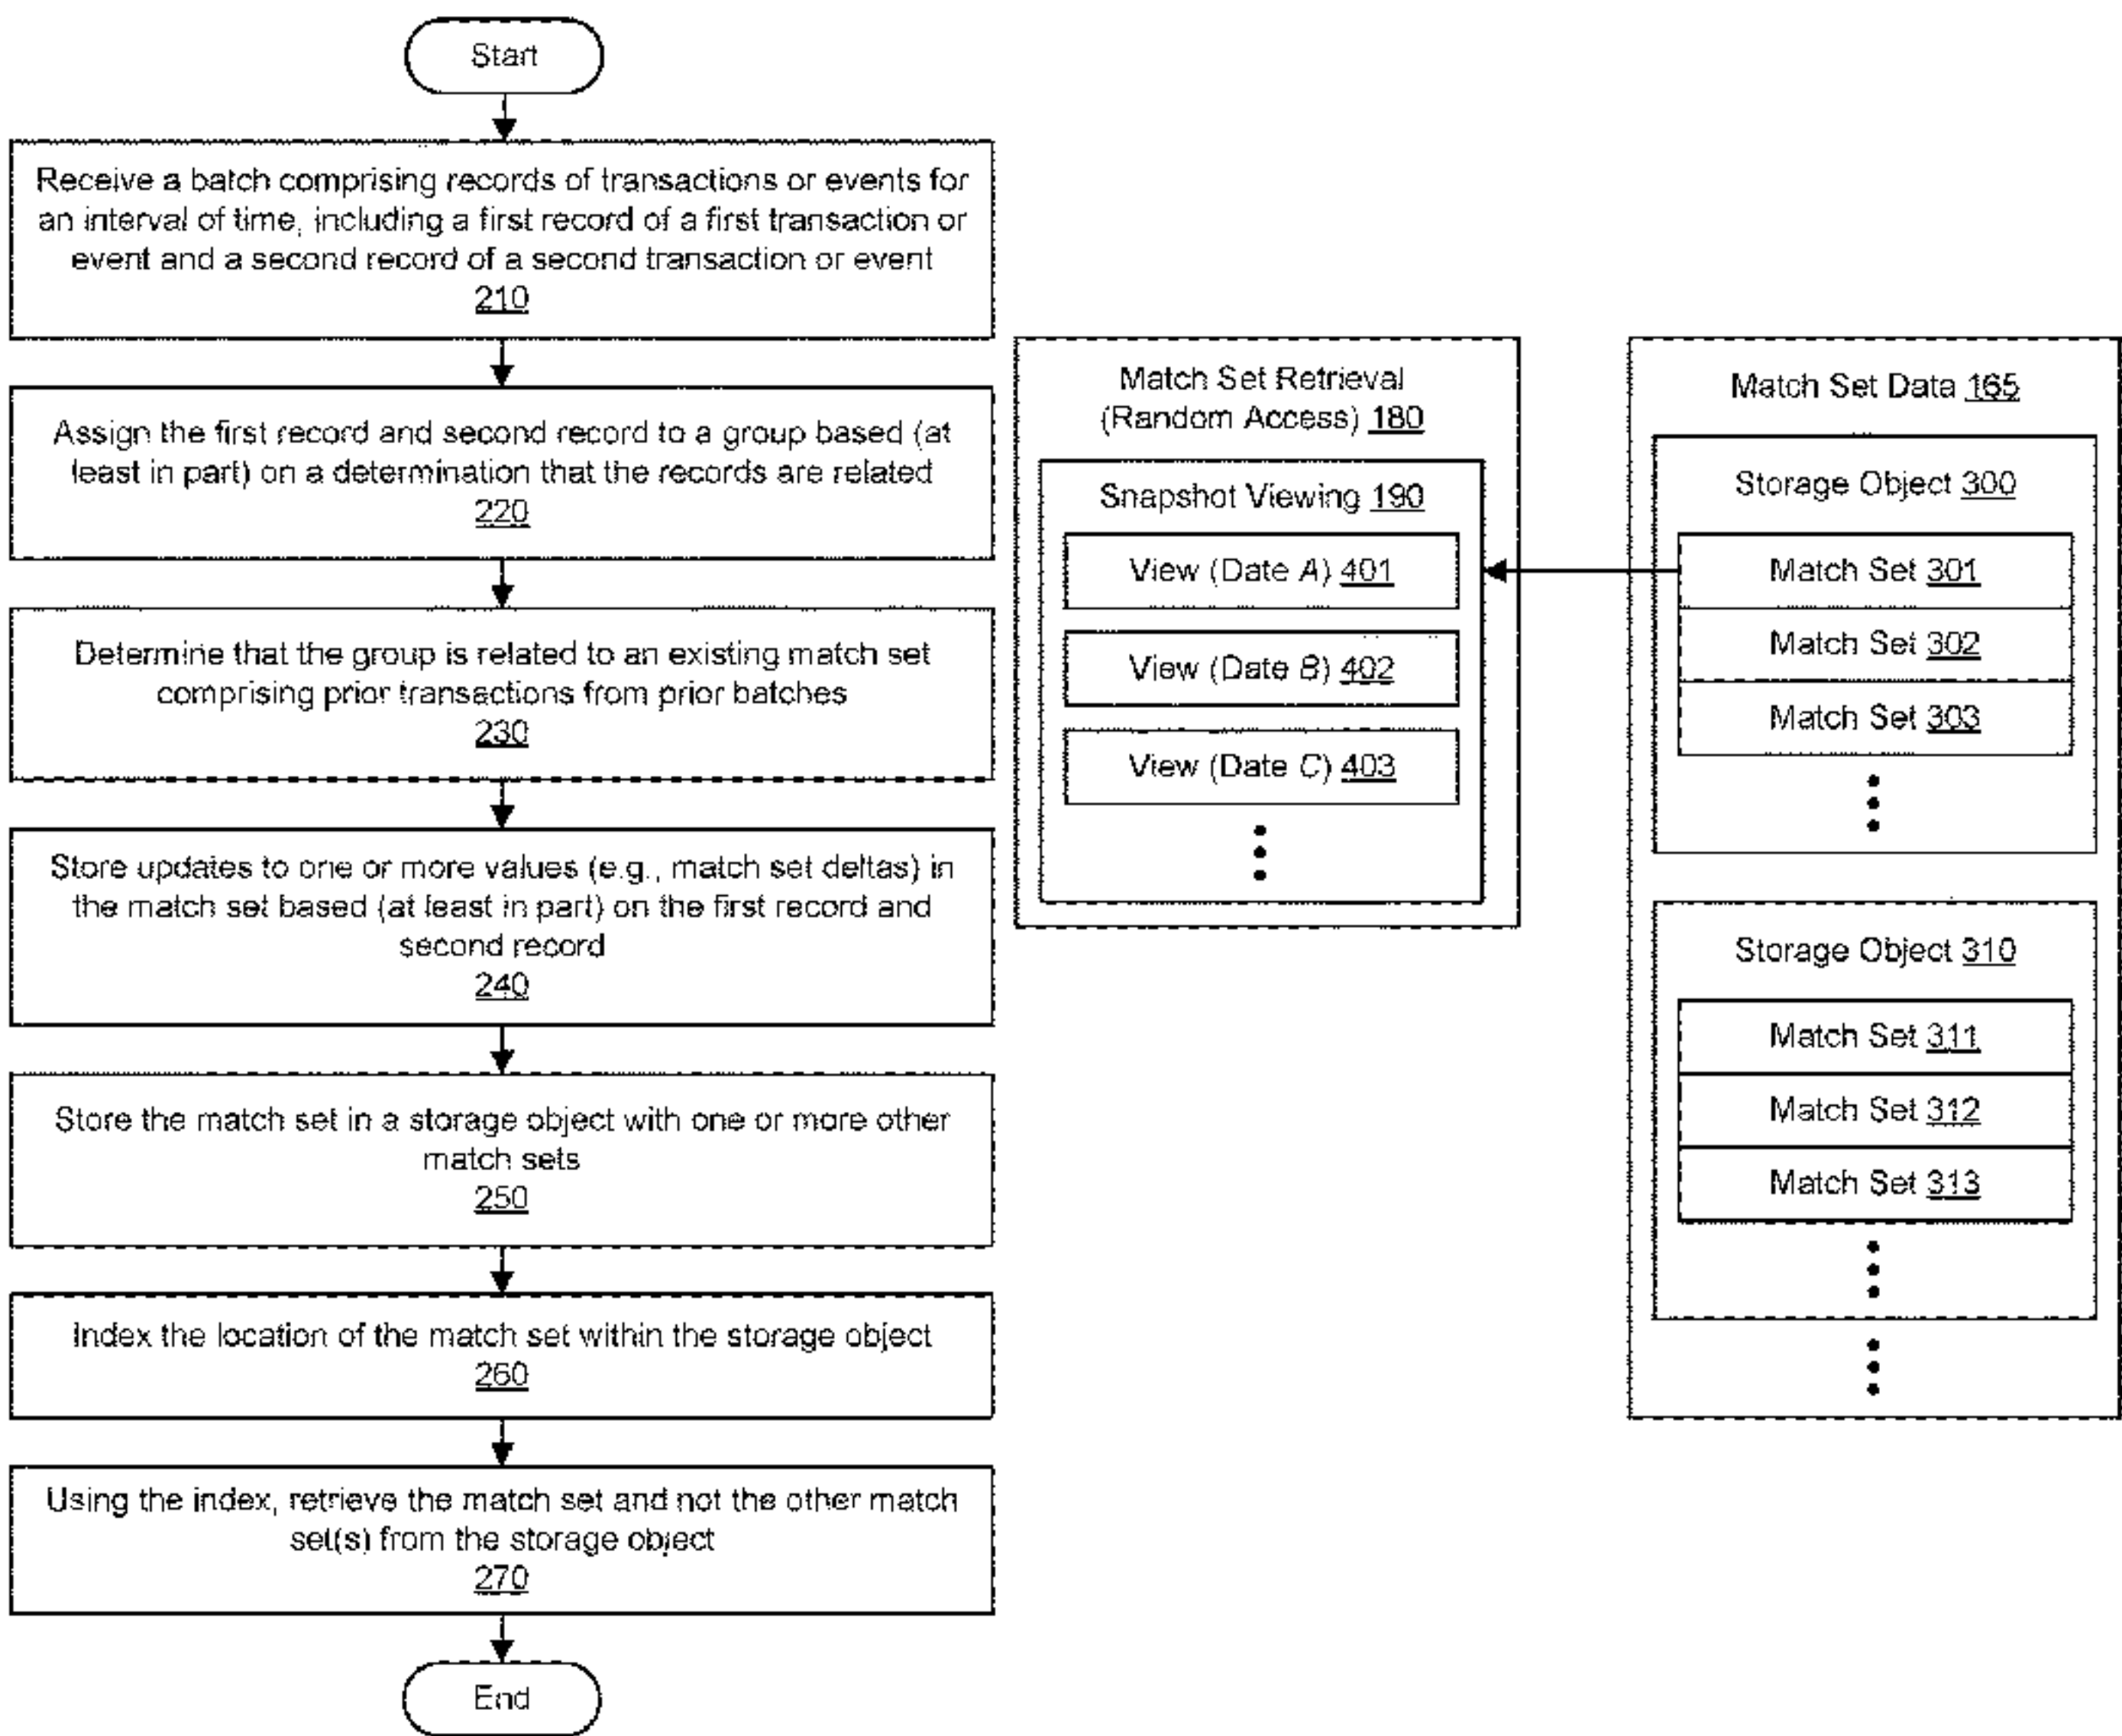 Start
Receive a batch comprising records of transactions or events for
an interval of time, including a first record of a first transaction or
event and a second record of a second transaction or event
210
Assign the first record and second record to a group based (at
least in part) on a determination that the records are related
220
Determine that the group is related to an existing match set
comprising prior transactions from prior batches
230
Store updates to one or more values (e.g., match set deltas) in
the match set based (at least in part) on the first record and
second record
240
Store the match set in a storage object with one or more other
match sets
250
Index the location of the match set within the storage object
260
Using the index, retrieve the match set and not the other match
set(s) from the storage object
270
End
Match Set Retrieval
(Random Access) 180
Snapshot Viewing 190
View (Date A) 401
View (Date B) 402
View (Date C) 403
Match Set Data 165
Storage Object 300
Match Set 301
Match Set 302
Match Set 303
Storage Object 310
Match Set 311
Match Set 312
Match Set 313